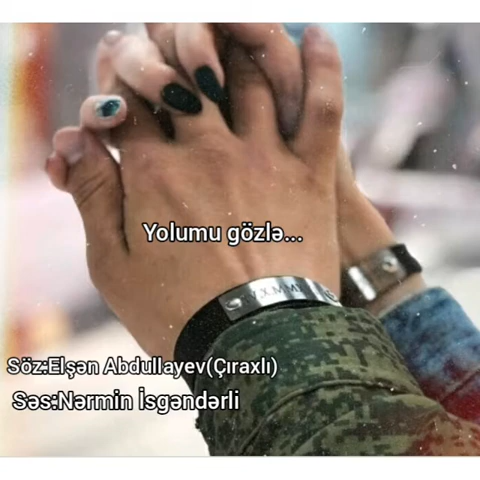 Yolumu gözlə...
Söz:Elşən Abdullayev(Çıraxlı)
Səs:Nərmin İsgəndərli